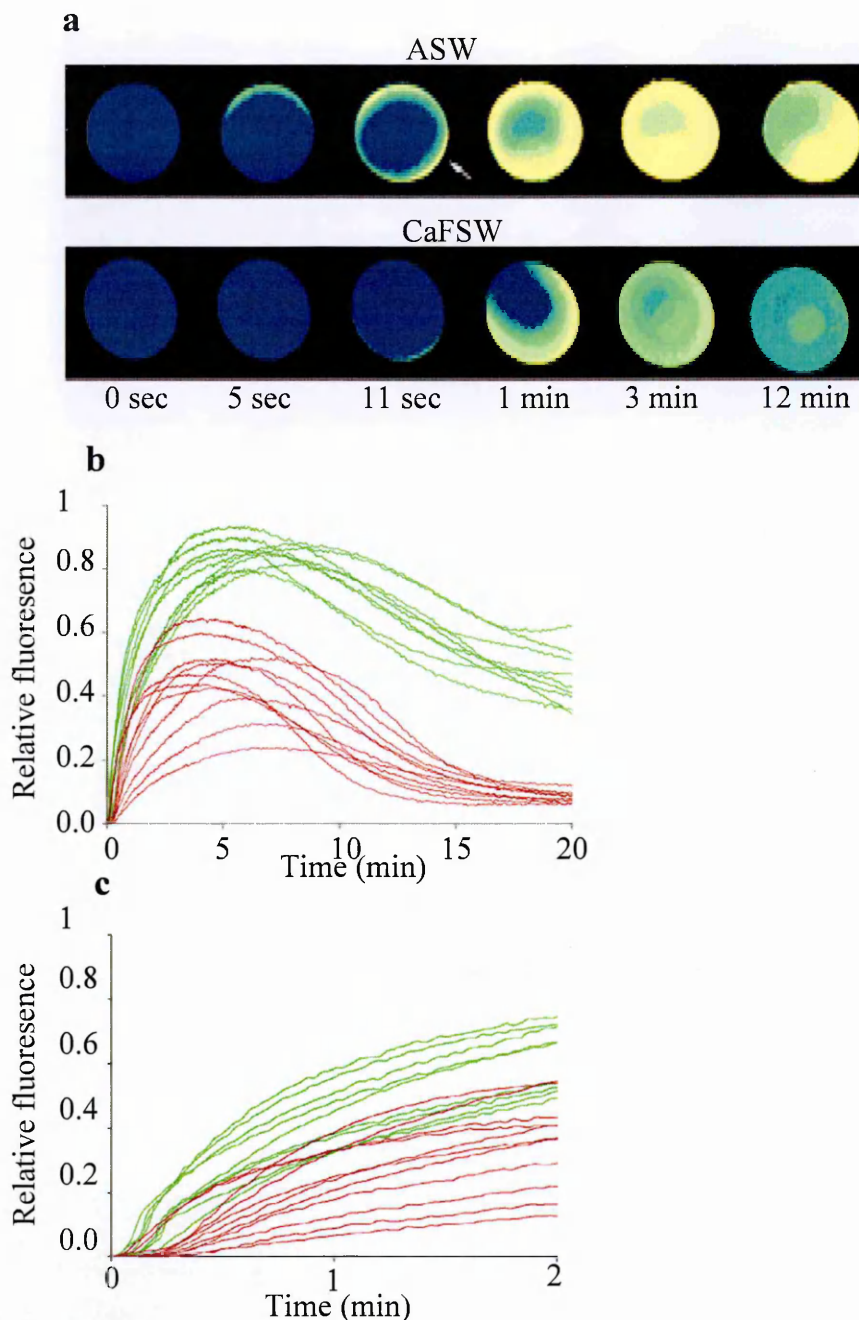 a
ASW
CaFSW
0 sec 5 sec 11 sec 1 min 3 min 12 min
b
Relative fluoresence
1
0.8
0.6
0.4
0.2
0.0
0 5 10 15 20
Time (min)
c
Relative fluoresence
1
0.8
0.6
0.4
0.2
0.0
0 1 2
Time (min)